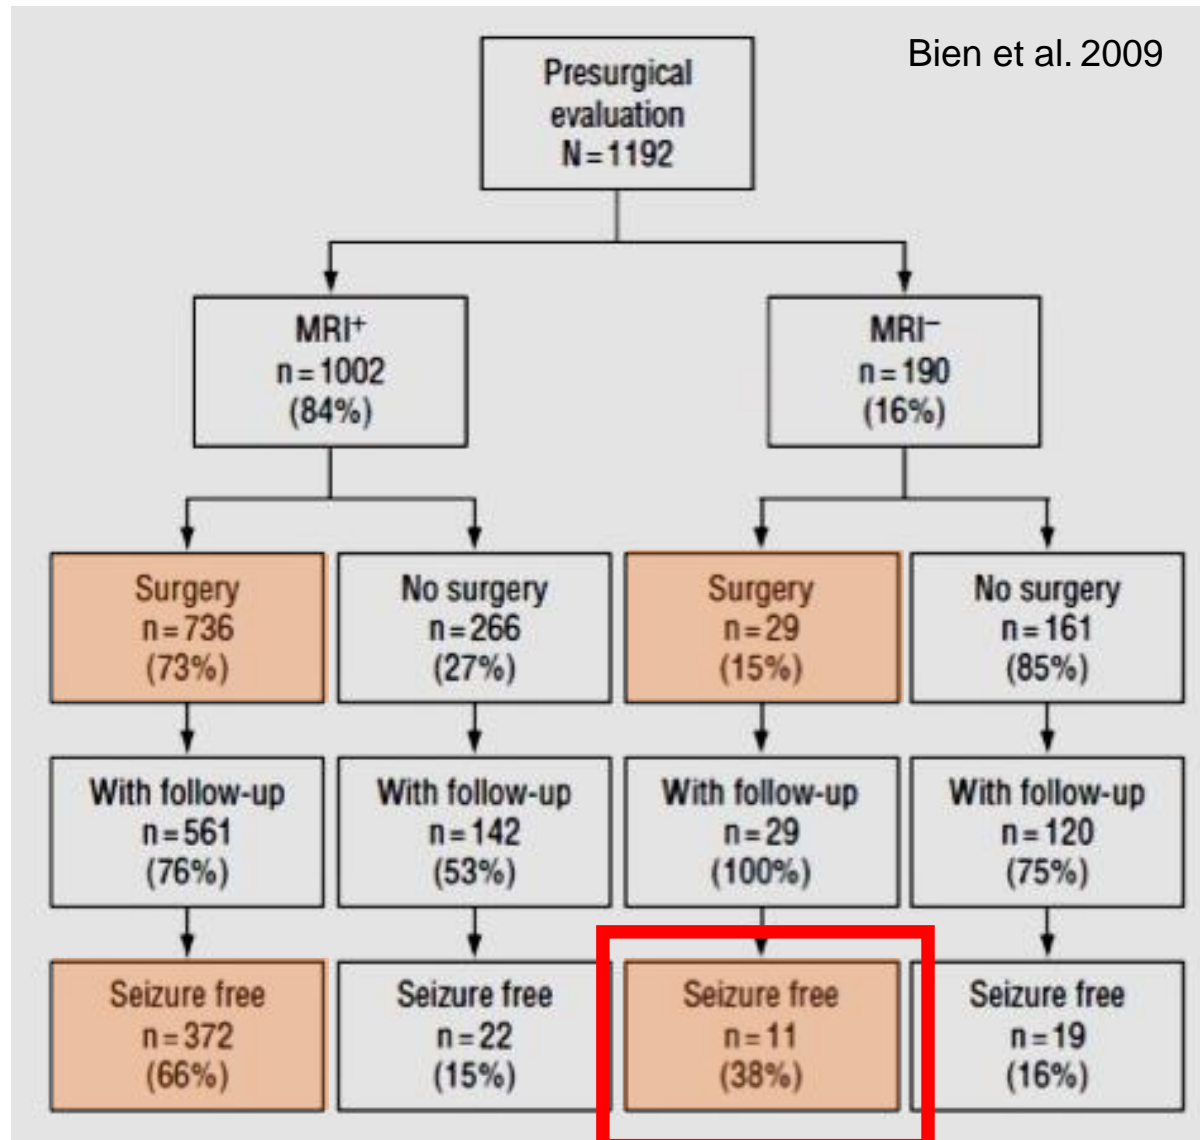 Bien et al. 2009
Presurgical
evaluation
N=1192
MRI+
n=1002
(84%)
MRI–
n=190
(16%)
Surgery
n=736
(73%)
No surgery
n=266
(27%)
Surgery
n=29
(15%)
No surgery
n=161
(85%)
With follow-up
n=561
(76%)
With follow-up
n=142
(53%)
With follow-up
n=29
(100%)
With follow-up
n=120
(75%)
Seizure free
n=372
(66%)
Seizure free
n=22
(15%)
Seizure free
n=11
(38%)
Seizure free
n=19
(16%)